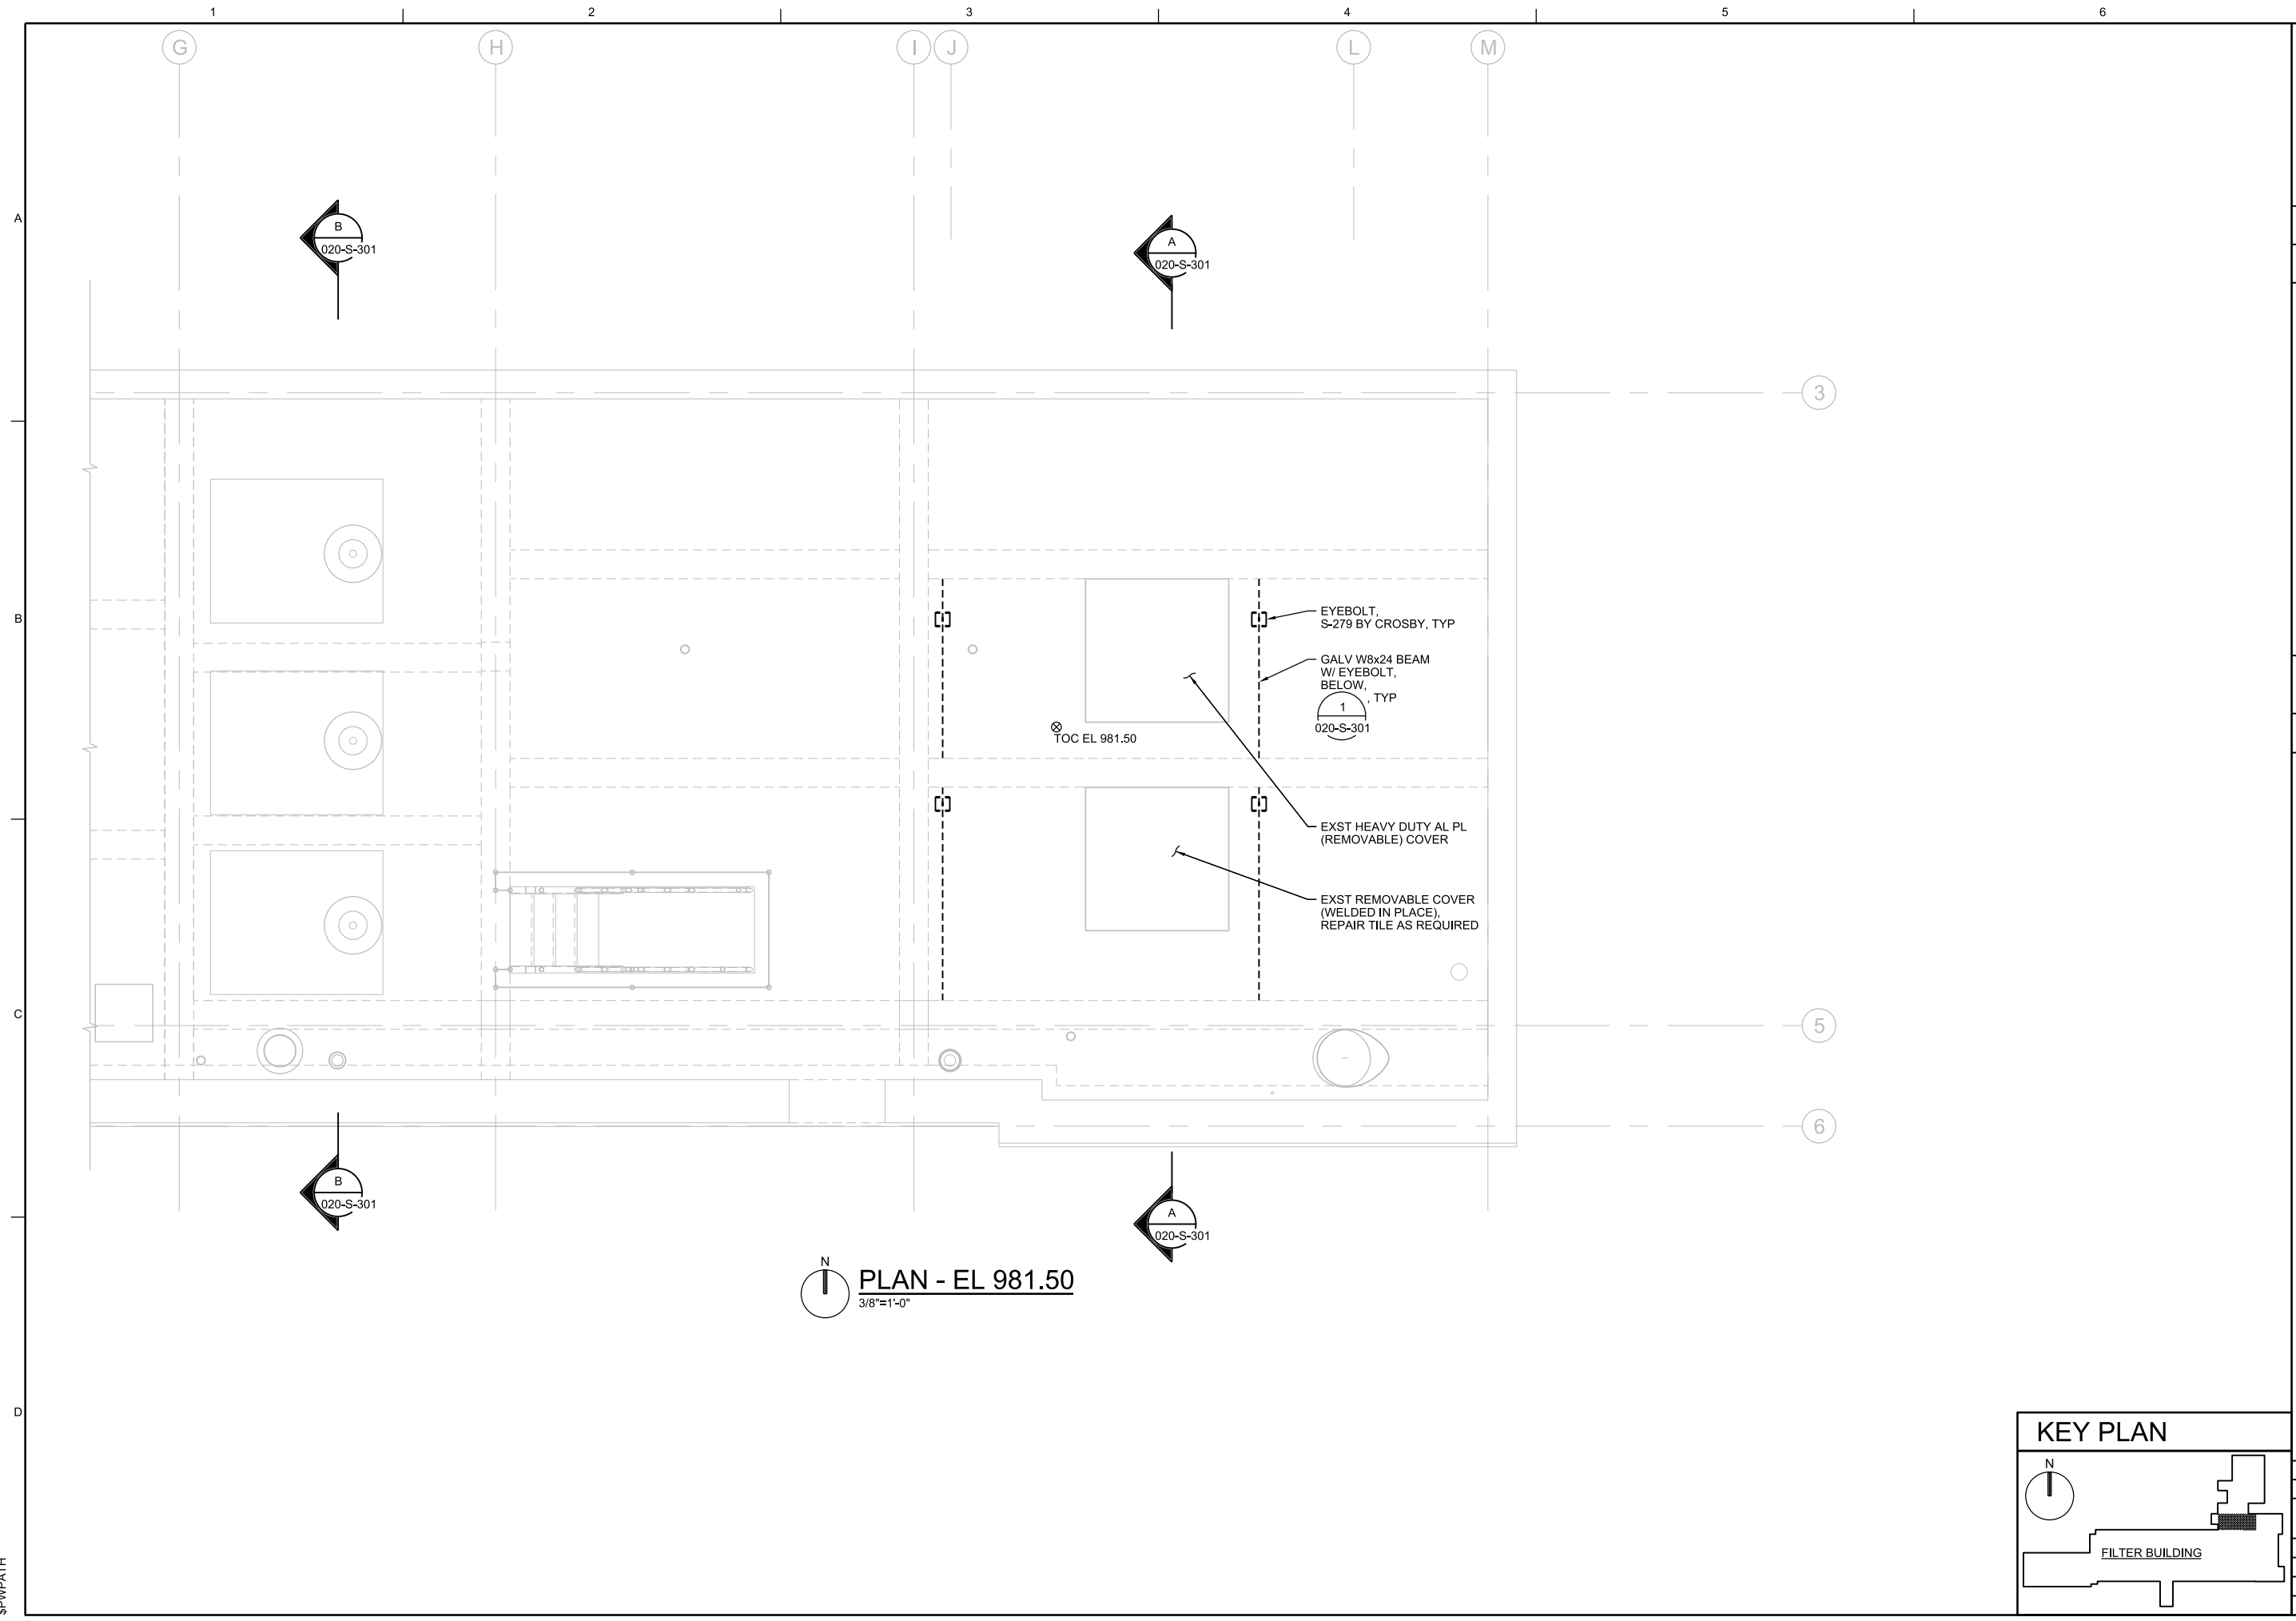 1 2 3 4 5 6
G H I J L M
A
B
020-S-301
A
020-S-301
3
B
EYEBOLT,
S-279 BY CROSBY, TYP
GALV W8x24 BEAM
W/ EYEBOLT,
BELOW,
, TYP
1
020-S-301
TOC EL 981.50
EXST HEAVY DUTY AL PL
(REMOVABLE) COVER
EXST REMOVABLE COVER
(WELDED IN PLACE),
REPAIR TILE AS REQUIRED
C
5
6
B
020-S-301
A
020-S-301
N
PLAN - EL 981.50
3/8"=1'-0"
D
KEY PLAN
N
FILTER BUILDING
$PWPATH